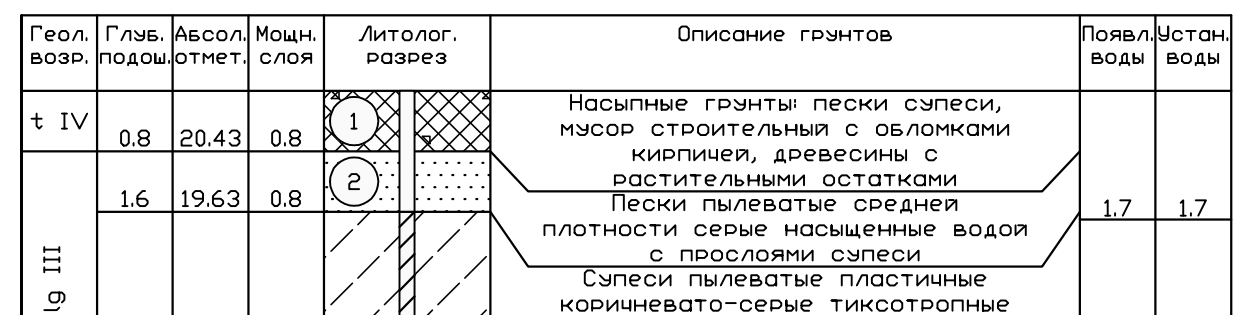 Геол. Глуб. Абсол. Мощн. Литолог. Описание грунтов Появл. Устан.
возр. подош. отмет. слоя разрез воды воды
Насыпные грунты: пески супеси,
t IV 0.8 20.43 0.8 1 мусор строительный с обломками
кирпичей, древесины с
2 растительными остатками
1.6 19.63 0.8 Пески пылеватые средней 1.7 1.7
плотности серые насыщенные водой
с прослоями супеси
lg III Супеси пылеватые пластичные
коричневато-серые тиксотропные